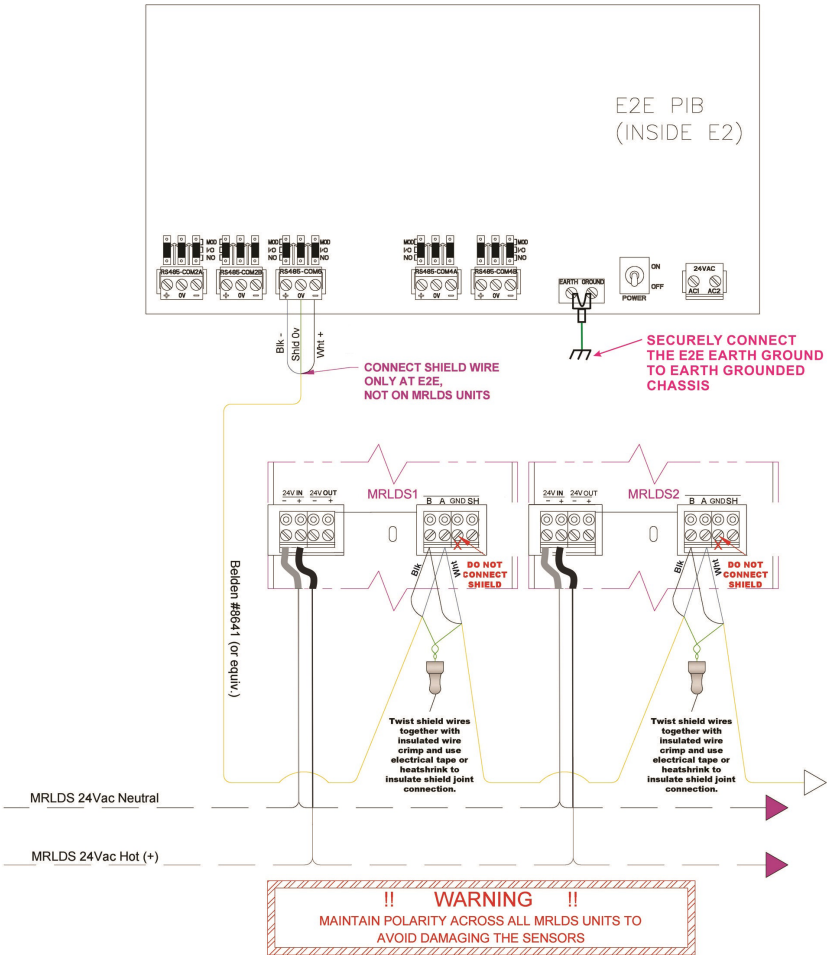 E2E PIB
(INSIDE E2)
MOD
I/O
NO
MOD
I/O
NO
MOD
I/O
NO
MOD
I/O
NO
RS485-COM2A
RS485-COM2B
RS485-COM6
RS485-COM4A
RS485-COM4B
+ 0V -
+ 0V -
+ 0V -
+ 0V -
+ 0V -
EARTH GROUND
ON
OFF
POWER
24VAC
AC1 AC2
Blk -
Shld 0v
Wht +
CONNECT SHIELD WIRE
ONLY AT E2E,
NOT ON MRLDS UNITS
SECURELY CONNECT
THE E2E EARTH GROUND
TO EARTH GROUNDED
CHASSIS
24V IN 24V OUT
- + - +
MRLDS1
B A GND SH
24V IN 24V OUT
- + - +
MRLDS2
B A GND SH
Blk
Wht
DO NOT
CONNECT
SHIELD
Blk
Wht
DO NOT
CONNECT
SHIELD
Belden #8641 (or equiv.)
Twist shield wires
together with
insulated wire
crimp and use
electrical tape or
heatshrink to
insulate shield joint
connection.
Twist shield wires
together with
insulated wire
crimp and use
electrical tape or
heatshrink to
insulate shield joint
connection.
MRLDS 24Vac Neutral
MRLDS 24Vac Hot (+)
!! WARNING !!
MAINTAIN POLARITY ACROSS ALL MRLDS UNITS TO
AVOID DAMAGING THE SENSORS